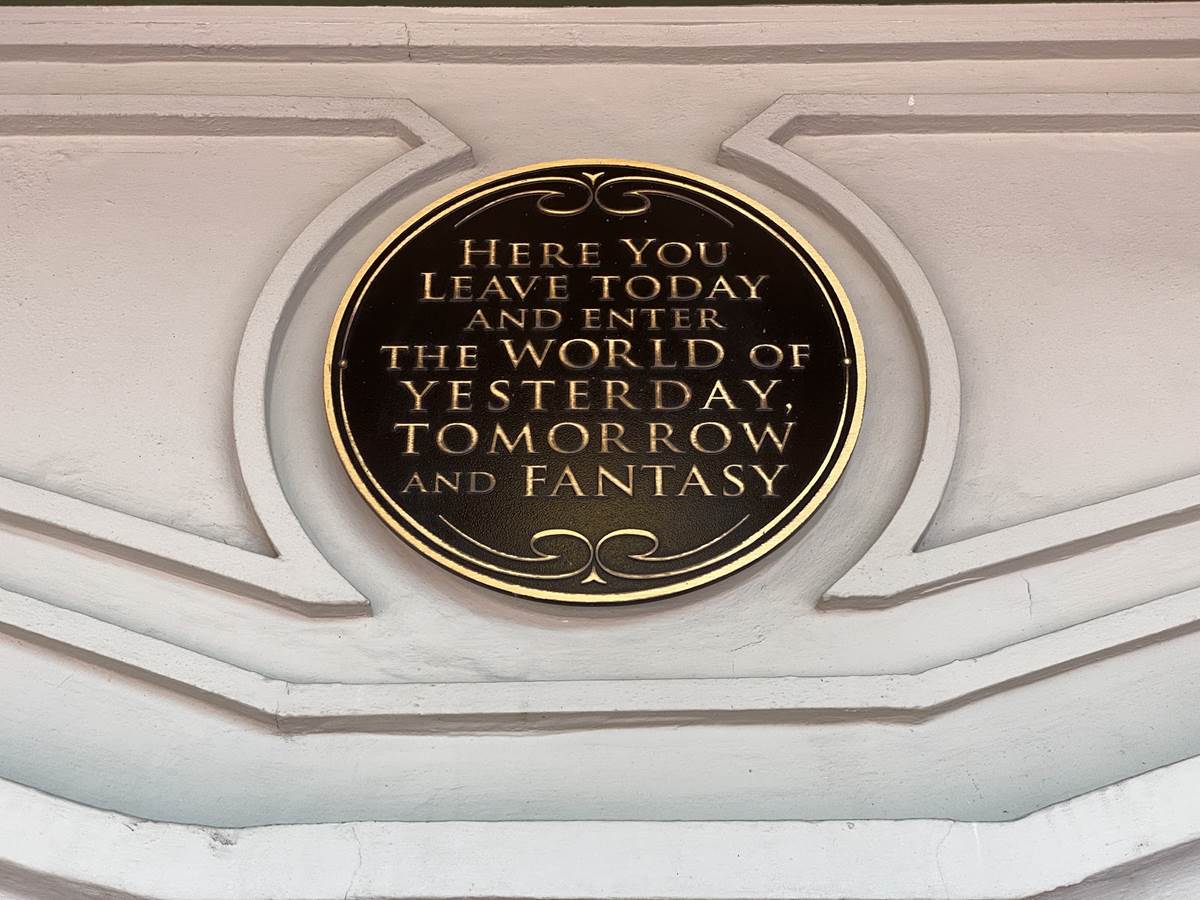 HERE YOU
LEAVE TODAY
AND ENTER
THE WORLD OF
YESTERDAY,
TOMORROW
AND FANTASY